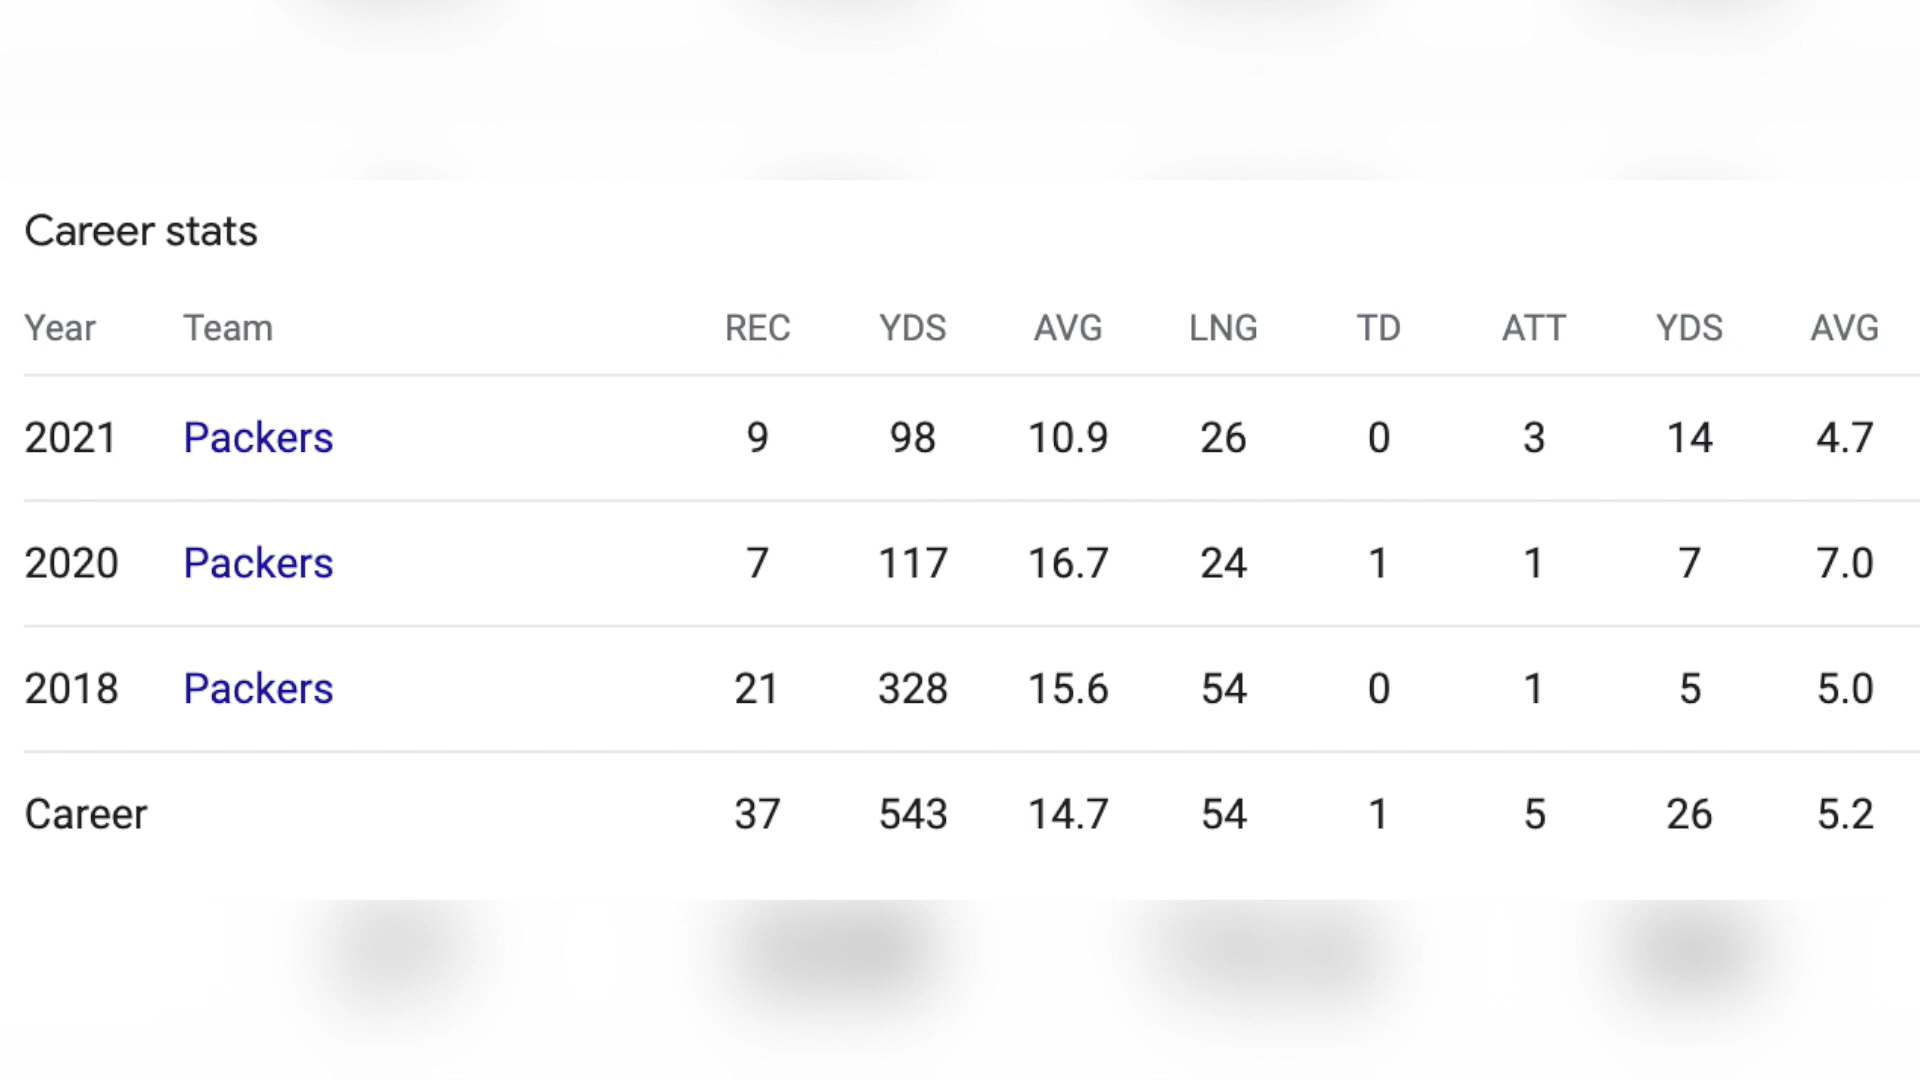 Career stats
Year Team REC YDS AVG LNG TD ATT YDS AVG
2021 Packers 9 98 10.9 26 0 3 14 4.7
2020 Packers 7 117 16.7 24 1 1 7 7.0
2018 Packers 21 328 15.6 54 0 1 5 5.0
Career 37 543 14.7 54 1 5 26 5.2